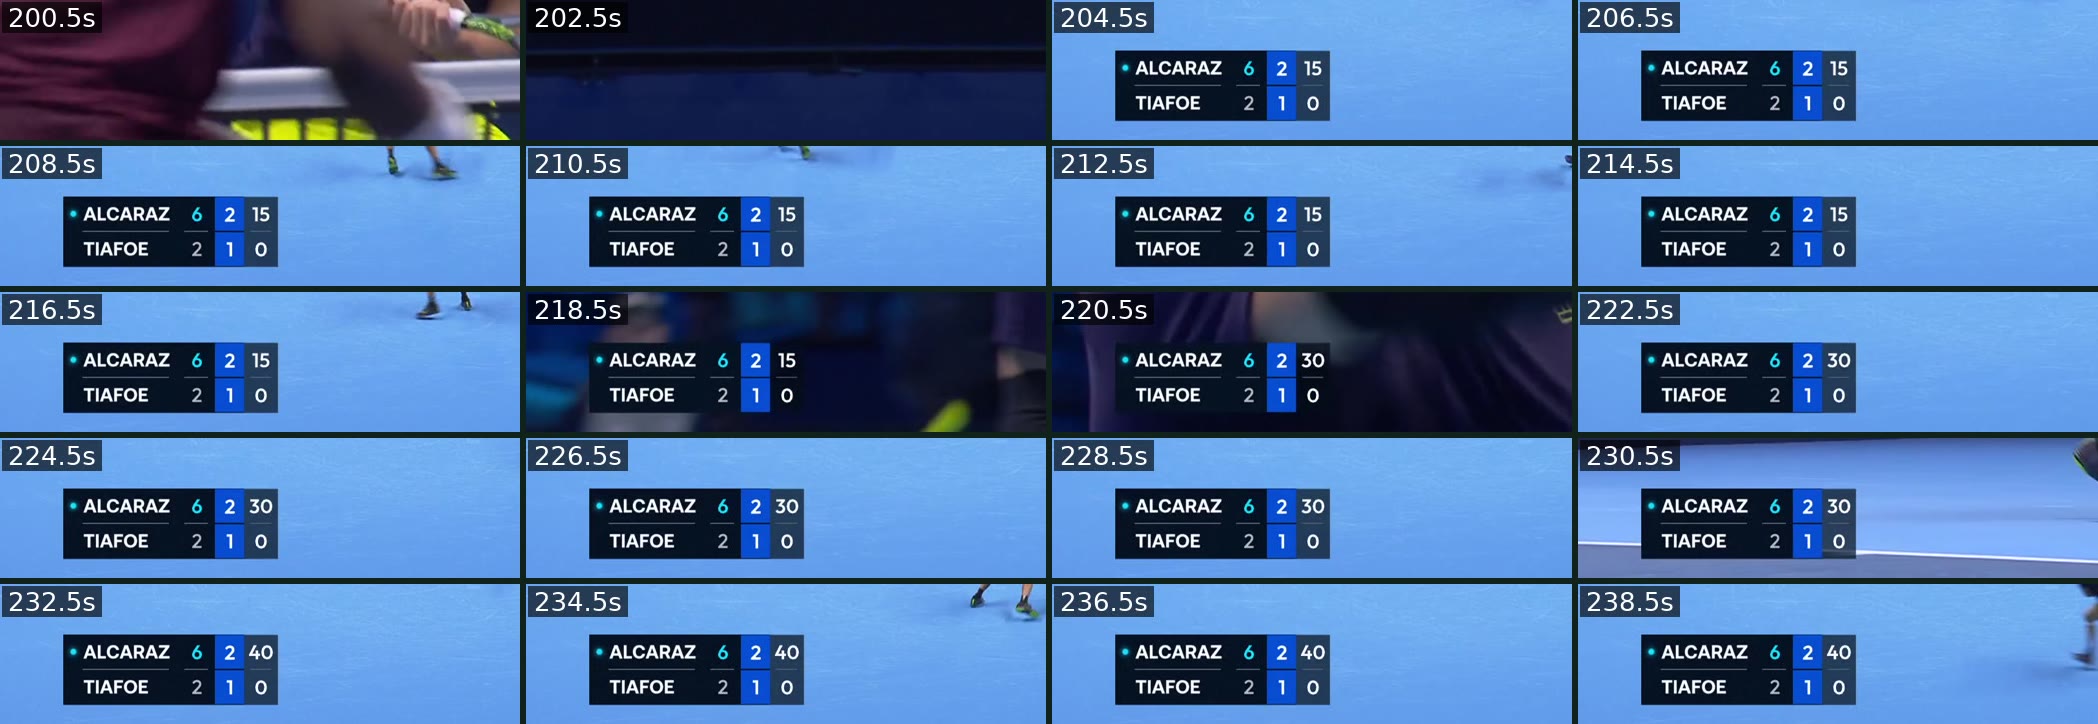 200.5s
202.5s
204.5s
ALCARAZ 6 2 15
TIAFOE 2 1 0
206.5s
ALCARAZ 6 2 15
TIAFOE 2 1 0
208.5s
ALCARAZ 6 2 15
TIAFOE 2 1 0
210.5s
ALCARAZ 6 2 15
TIAFOE 2 1 0
212.5s
ALCARAZ 6 2 15
TIAFOE 2 1 0
214.5s
ALCARAZ 6 2 15
TIAFOE 2 1 0
216.5s
ALCARAZ 6 2 15
TIAFOE 2 1 0
218.5s
ALCARAZ 6 2 15
TIAFOE 2 1 0
220.5s
ALCARAZ 6 2 30
TIAFOE 2 1 0
222.5s
ALCARAZ 6 2 30
TIAFOE 2 1 0
224.5s
ALCARAZ 6 2 30
TIAFOE 2 1 0
226.5s
ALCARAZ 6 2 30
TIAFOE 2 1 0
228.5s
ALCARAZ 6 2 30
TIAFOE 2 1 0
230.5s
ALCARAZ 6 2 30
TIAFOE 2 1 0
232.5s
ALCARAZ 6 2 40
TIAFOE 2 1 0
234.5s
ALCARAZ 6 2 40
TIAFOE 2 1 0
236.5s
ALCARAZ 6 2 40
TIAFOE 2 1 0
238.5s
ALCARAZ 6 2 40
TIAFOE 2 1 0